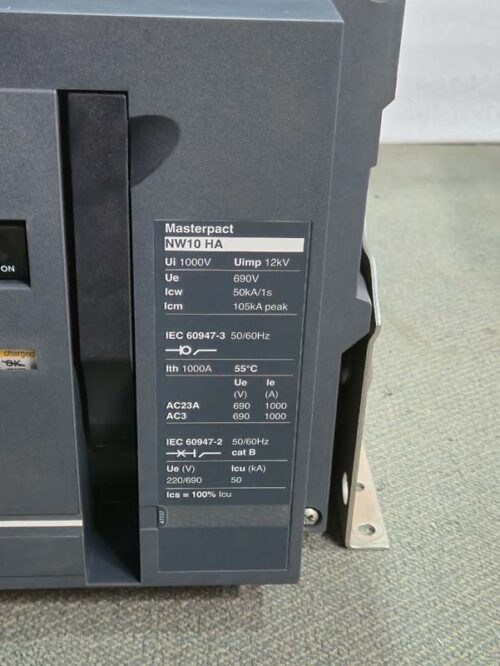 Masterpact
NW10 HA
Ui 1000V Uimp 12kV
Ue 690V
Icw 50kA/1s
Icm 105kA peak
IEC 60947-3 50/60Hz
Ith 1000A 55°C
Ue Ie
(V) (A)
AC23A 690 1000
AC3 690 1000
IEC 60947-2 50/60Hz
cat B
Ue (V) Icu (kA)
220/690 50
Ics = 100% Icu
ON
charged
OK